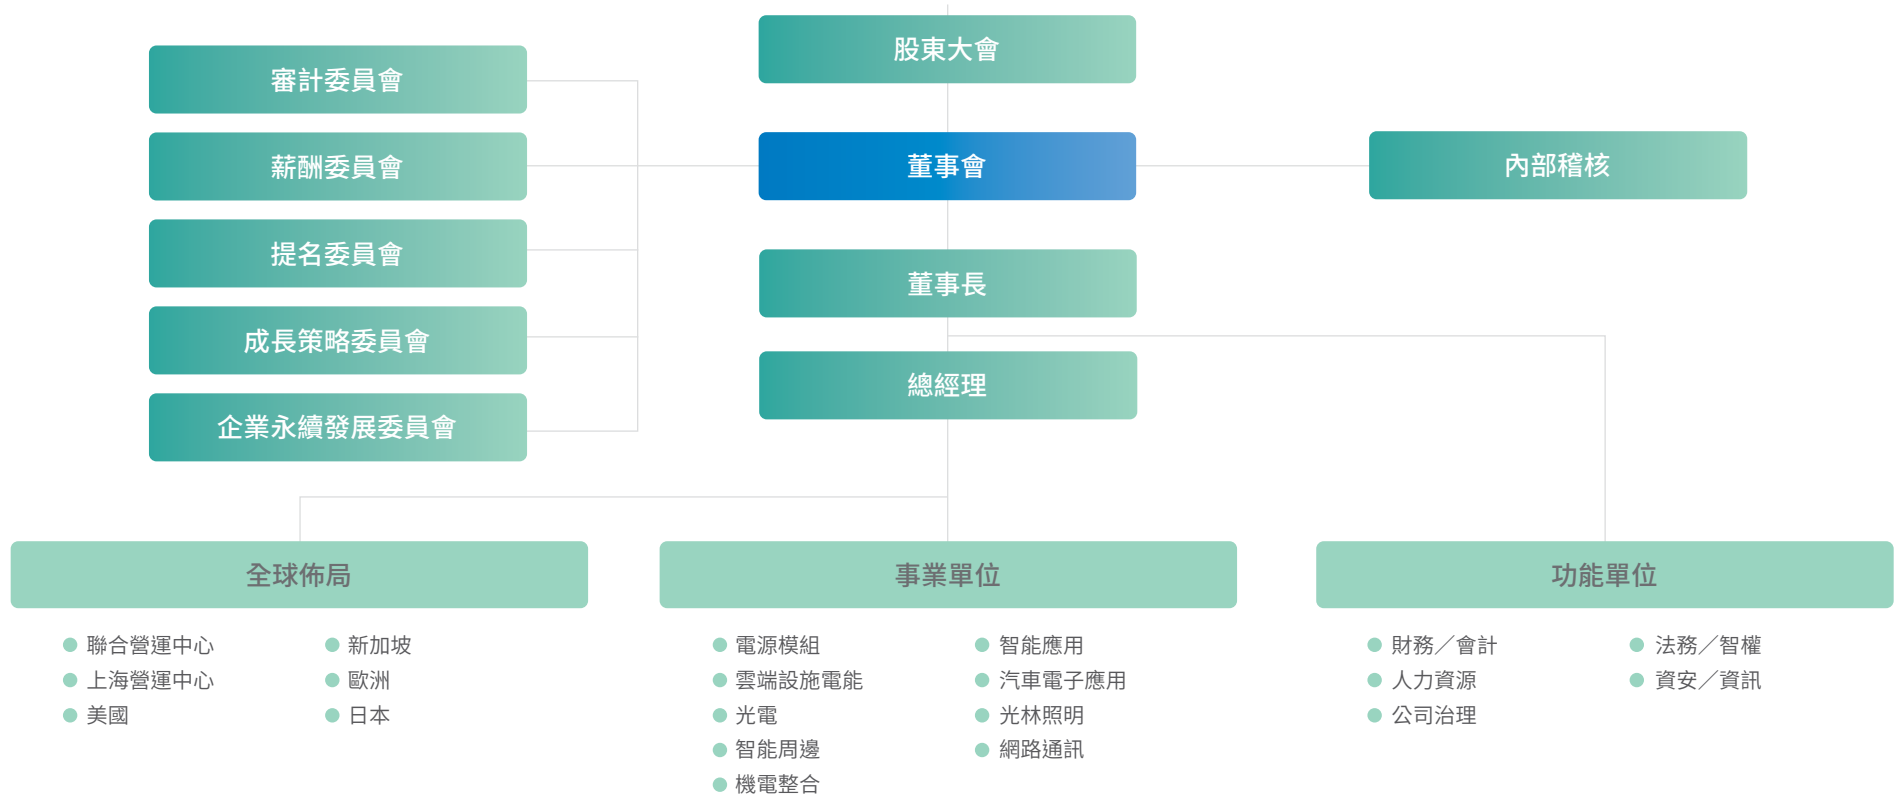 股東大會
審計委員會
薪酬委員會
提名委員會
成長策略委員會
企業永續發展委員會
董事會
內部稽核
董事長
總經理
全球佈局
聯合營運中心
上海營運中心
美國
新加坡
歐洲
日本
事業單位
電源模組
雲端設施電能
光電
智能周邊
機電整合
智能應用
汽車電子應用
光林照明
網路通訊
功能單位
財務／會計
人力資源
公司治理
法務／智權
資安／資訊